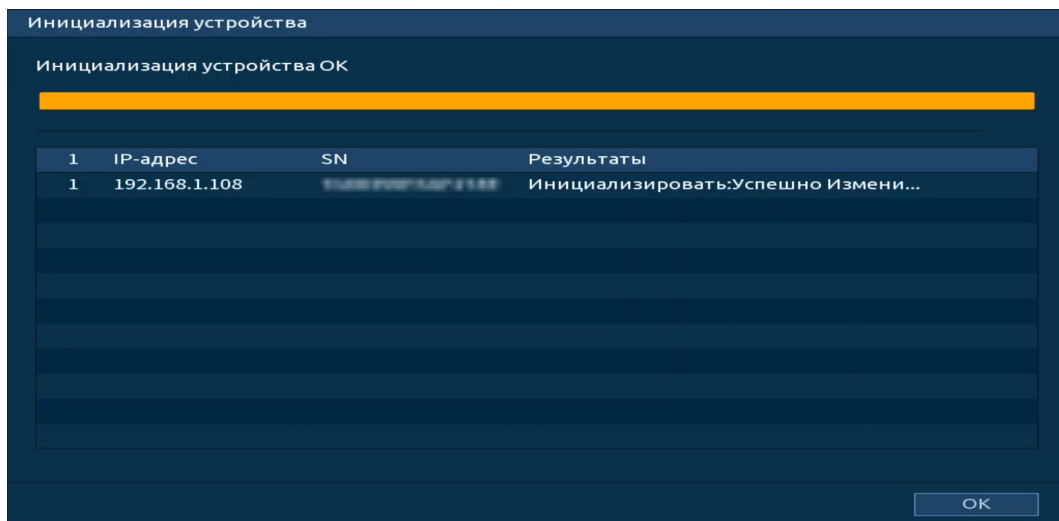 Инициализация устройства
Инициализация устройства OK
1 IP-адрес SN Результаты
1 192.168.1.108 Инициализировать:Успешно Измени...
OK